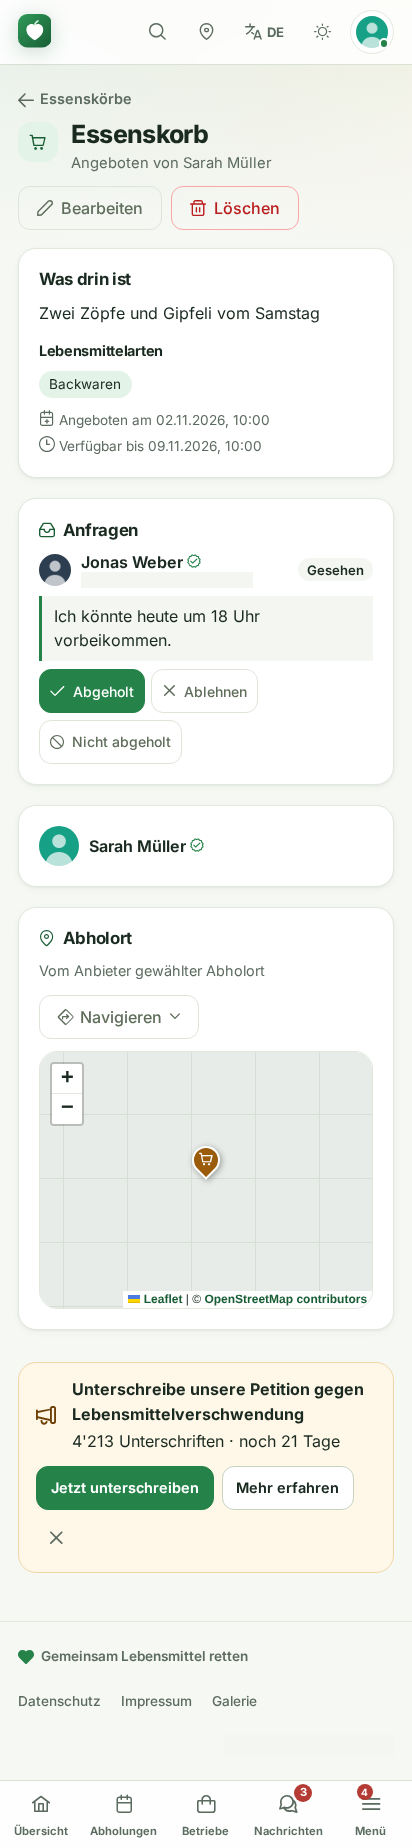 DE
Essenskörbe
Essenskorb
Angeboten von Sarah Müller
Bearbeiten
Löschen
Was drin ist
Zwei Zöpfe und Gipfeli vom Samstag
Lebensmittelarten
Backwaren
Angeboten am 02.11.2026, 10:00
Verfügbar bis 09.11.2026, 10:00
Anfragen
Jonas Weber
Gesehen
Ich könnte heute um 18 Uhr
vorbeikommen.
Abgeholt
Ablehnen
Nicht abgeholt
Sarah Müller
Abholort
Vom Anbieter gewählter Abholort
Navigieren
+
−
Leaflet | © OpenStreetMap contributors
Unterschreibe unsere Petition gegen
Lebensmittelverschwendung
4'213 Unterschriften · noch 21 Tage
Jetzt unterschreiben
Mehr erfahren
Gemeinsam Lebensmittel retten
Datenschutz Impressum Galerie
3
4
Übersicht Abholungen Betriebe Nachrichten Menü